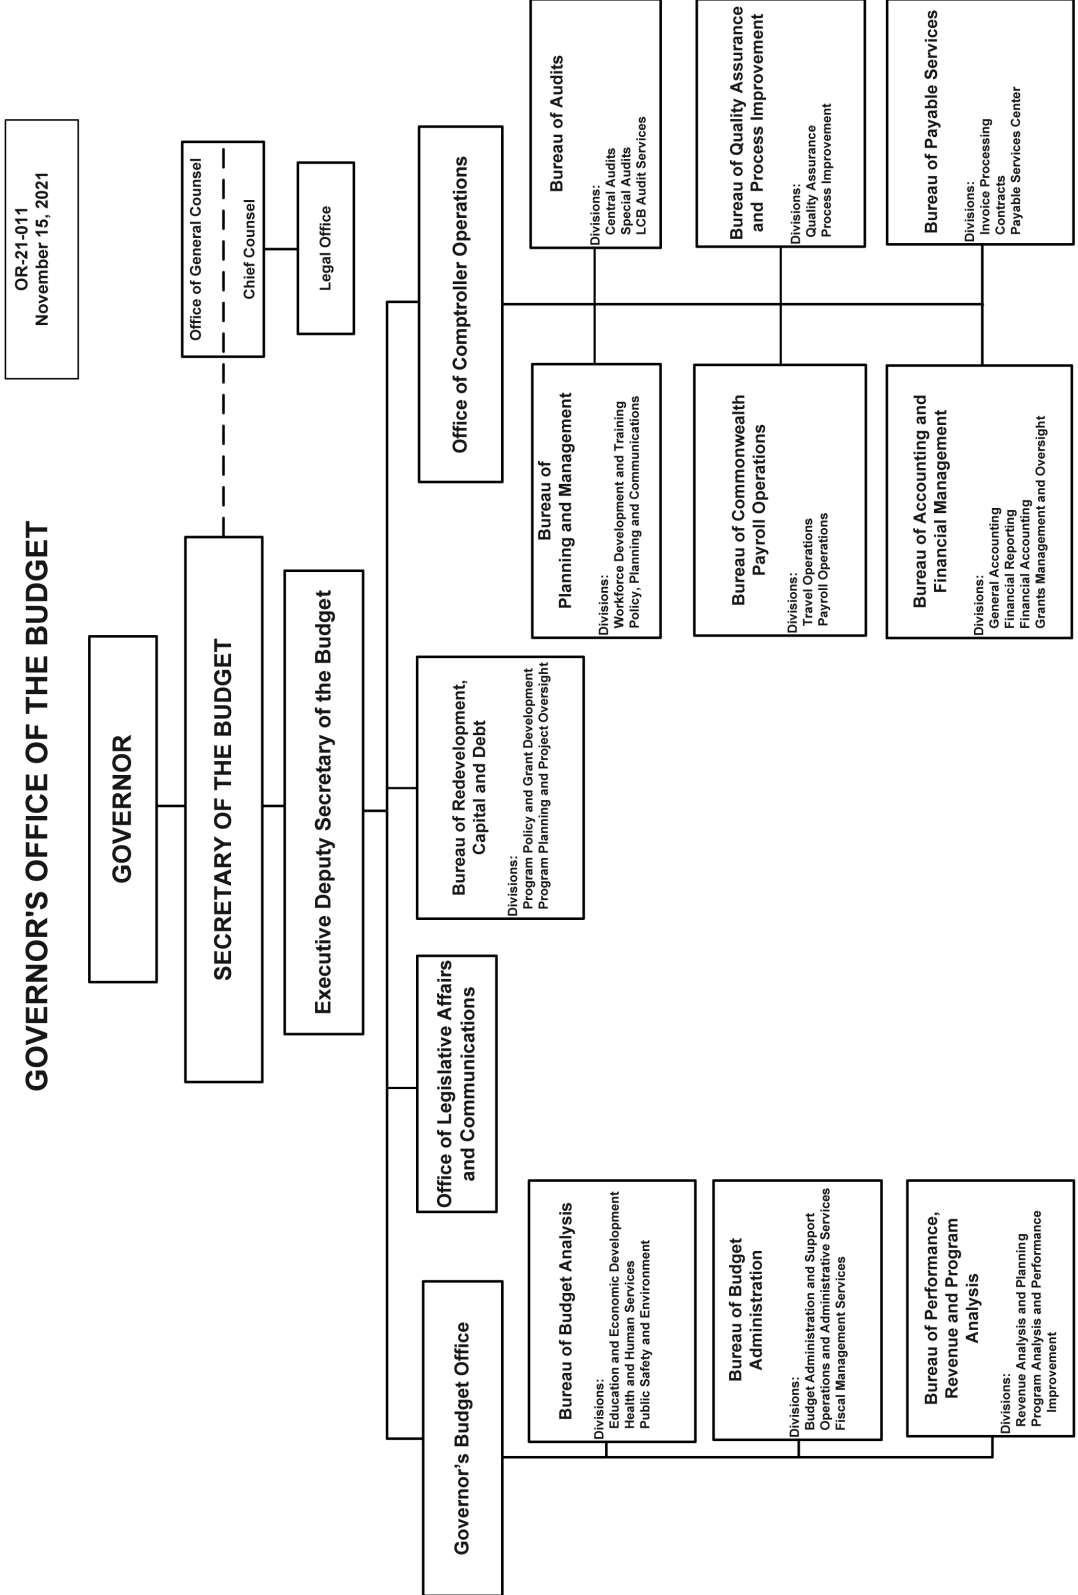 OR-21-011
November 15, 2021
GOVERNOR'S OFFICE OF THE BUDGET
GOVERNOR
SECRETARY OF THE BUDGET
Office of General Counsel
Chief Counsel
Legal Office
Executive Deputy Secretary of the Budget
Governor's Budget Office
Office of Legislative Affairs
and Communications
Bureau of Redevelopment,
Capital and Debt
Divisions:
Program Policy and Grant Development
Program Planning and Project Oversight
Office of Comptroller Operations
Bureau of Budget Analysis
Divisions:
Education and Economic Development
Health and Human Services
Public Safety and Environment
Bureau of Budget
Administration
Divisions:
Budget Administration and Support
Operations and Administrative Services
Fiscal Management Services
Bureau of Performance,
Revenue and Program
Analysis
Divisions:
Revenue Analysis and Planning
Program Analysis and Performance
Improvement
Bureau of
Planning and Management
Divisions:
Workforce Development and Training
Policy, Planning and Communications
Bureau of Audits
Divisions:
Central Audits
Special Audits
LCB Audit Services
Bureau of Commonwealth
Payroll Operations
Divisions:
Travel Operations
Payroll Operations
Bureau of Quality Assurance
and Process Improvement
Divisions:
Quality Assurance
Process Improvement
Bureau of Accounting and
Financial Management
Divisions:
General Accounting
Financial Reporting
Financial Accounting
Grants Management and Oversight
Bureau of Payable Services
Divisions:
Invoice Processing
Contracts
Payable Services Center